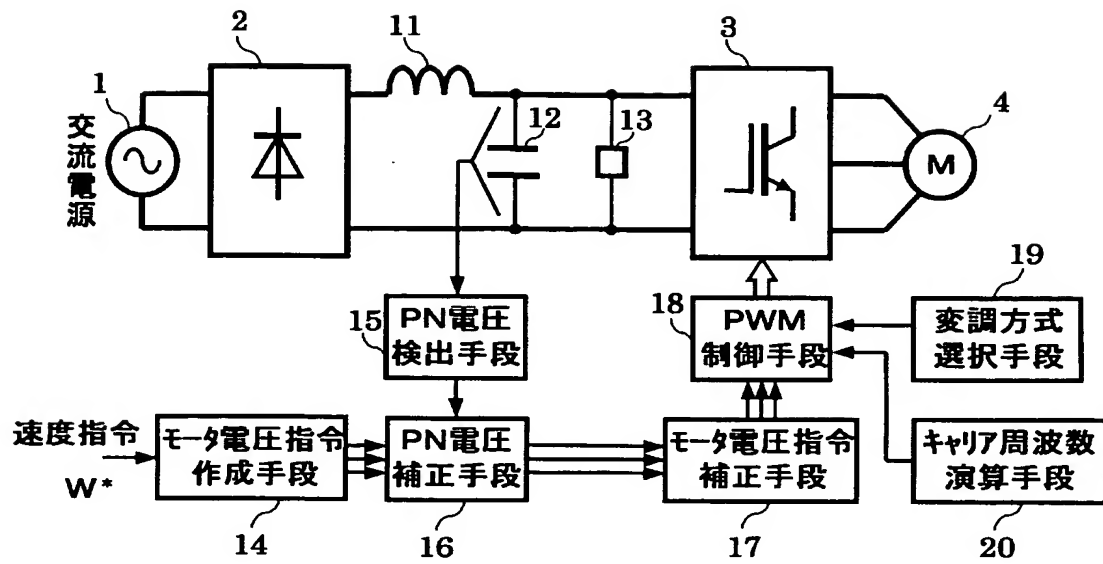 11
2
3
1
12
13
4
交流電源
M
19
15
PN電圧
検出手段
18
PWM
制御手段
変調方式
選択手段
速度指令
W*
モータ電圧指令
作成手段
PN電圧
補正手段
モータ電圧指令
補正手段
キャリア周波数
演算手段
14
16
17
20